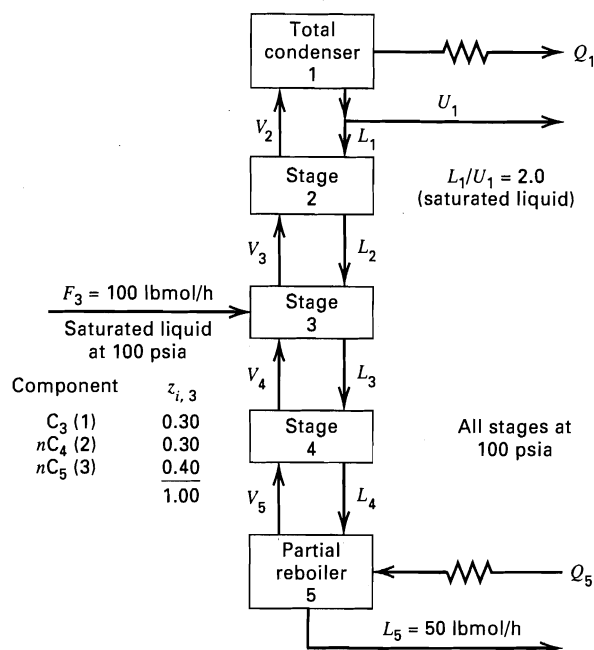 Total
condenser
1
Q₁
U₁
V₂
L₁
L₁/U₁ = 2.0
(saturated liquid)
Stage
2
V₃
L₂
F₃ = 100 lbmol/h
Saturated liquid
at 100 psia
Stage
3
Component zᵢ,₃
C₃ (1) 0.30
nC₄ (2) 0.30
nC₅ (3) 0.40
1.00
V₄
L₃
Stage
4
All stages at
100 psia
V₅
L₄
Partial
reboiler
5
Q₅
L₅ = 50 lbmol/h